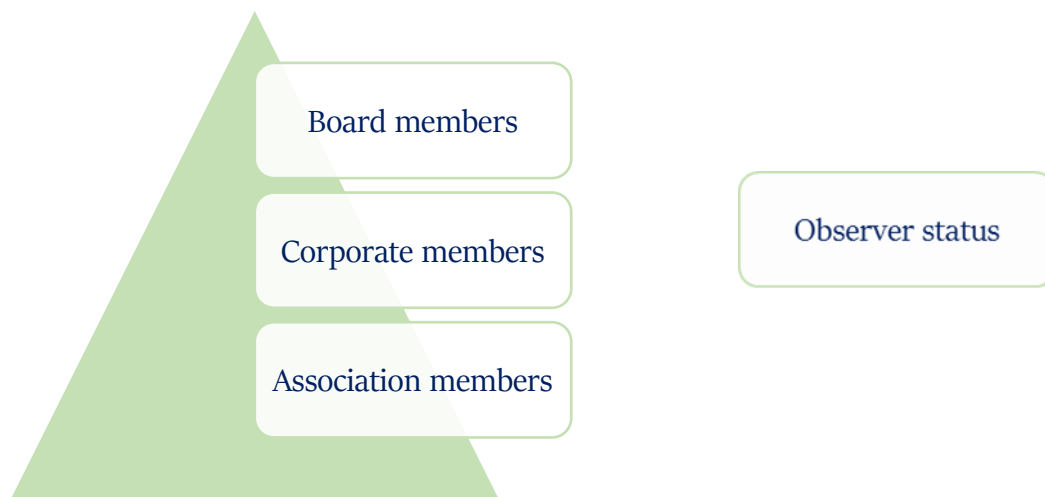 Board members
Corporate members
Association members
Observer status